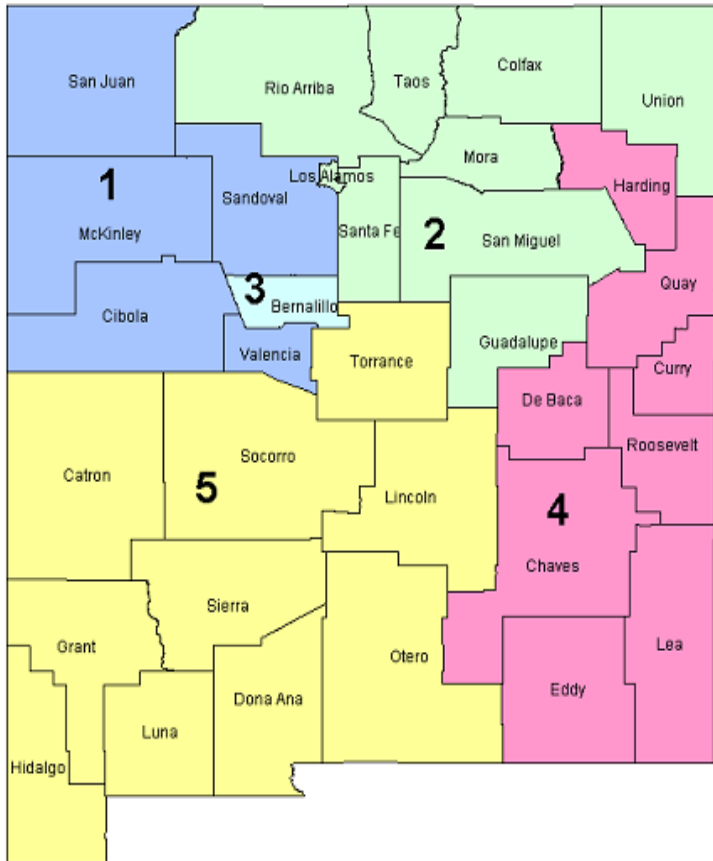 San Juan
Rio Arriba
Taos
Colfax
Union
Mora
Los Alamos
Harding
1
Sandoval
McKinley
Santa Fe
2
San Miguel
Quay
3
Bernalillo
Cibola
Guadalupe
Valencia
Torrance
Curry
De Baca
Roosevelt
Socorro
Catron
5
Lincoln
4
Chaves
Sierra
Grant
Otero
Lea
Dona Ana
Eddy
Luna
Hidalgo